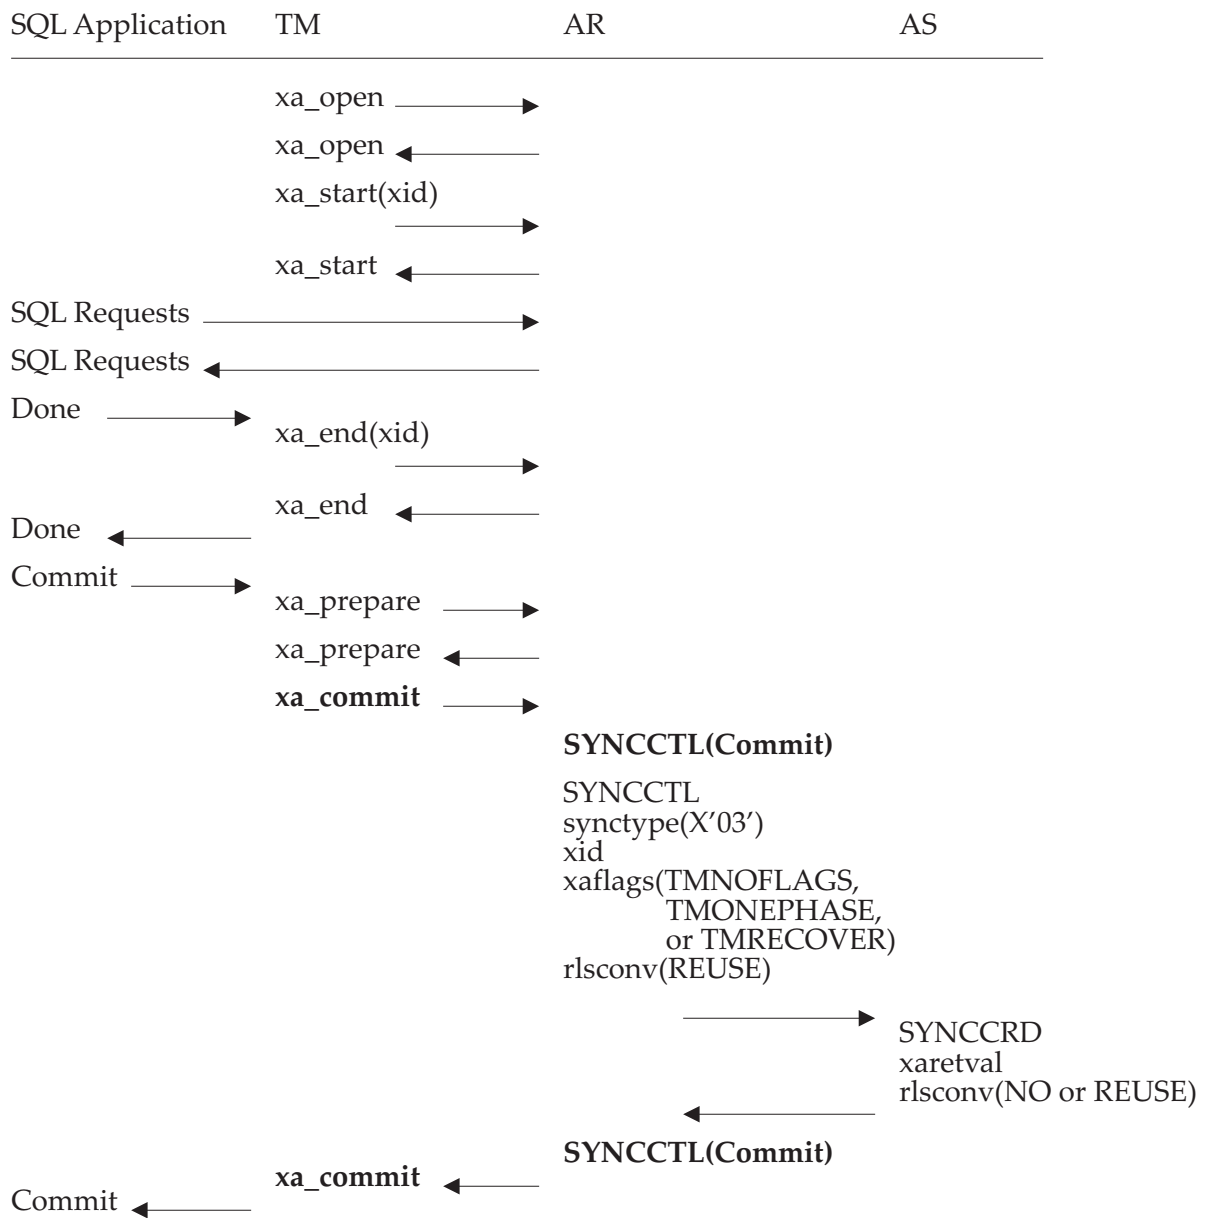 SQL Application TM AR AS
xa_open
xa_open
xa_start(xid)
xa_start
SQL Requests
SQL Requests
Done
xa_end(xid)
xa_end
Done
Commit
xa_prepare
xa_prepare
xa_commit
SYNCCTL(Commit)
SYNCCTL
synctype(X'03')
xid
xaflags(TMNOFLAGS,
TMONEPHASE,
or TMRECOVER)
rlsconv(REUSE)
SYNCCRD
xaretval
rlsconv(NO or REUSE)
SYNCCTL(Commit)
xa_commit
Commit